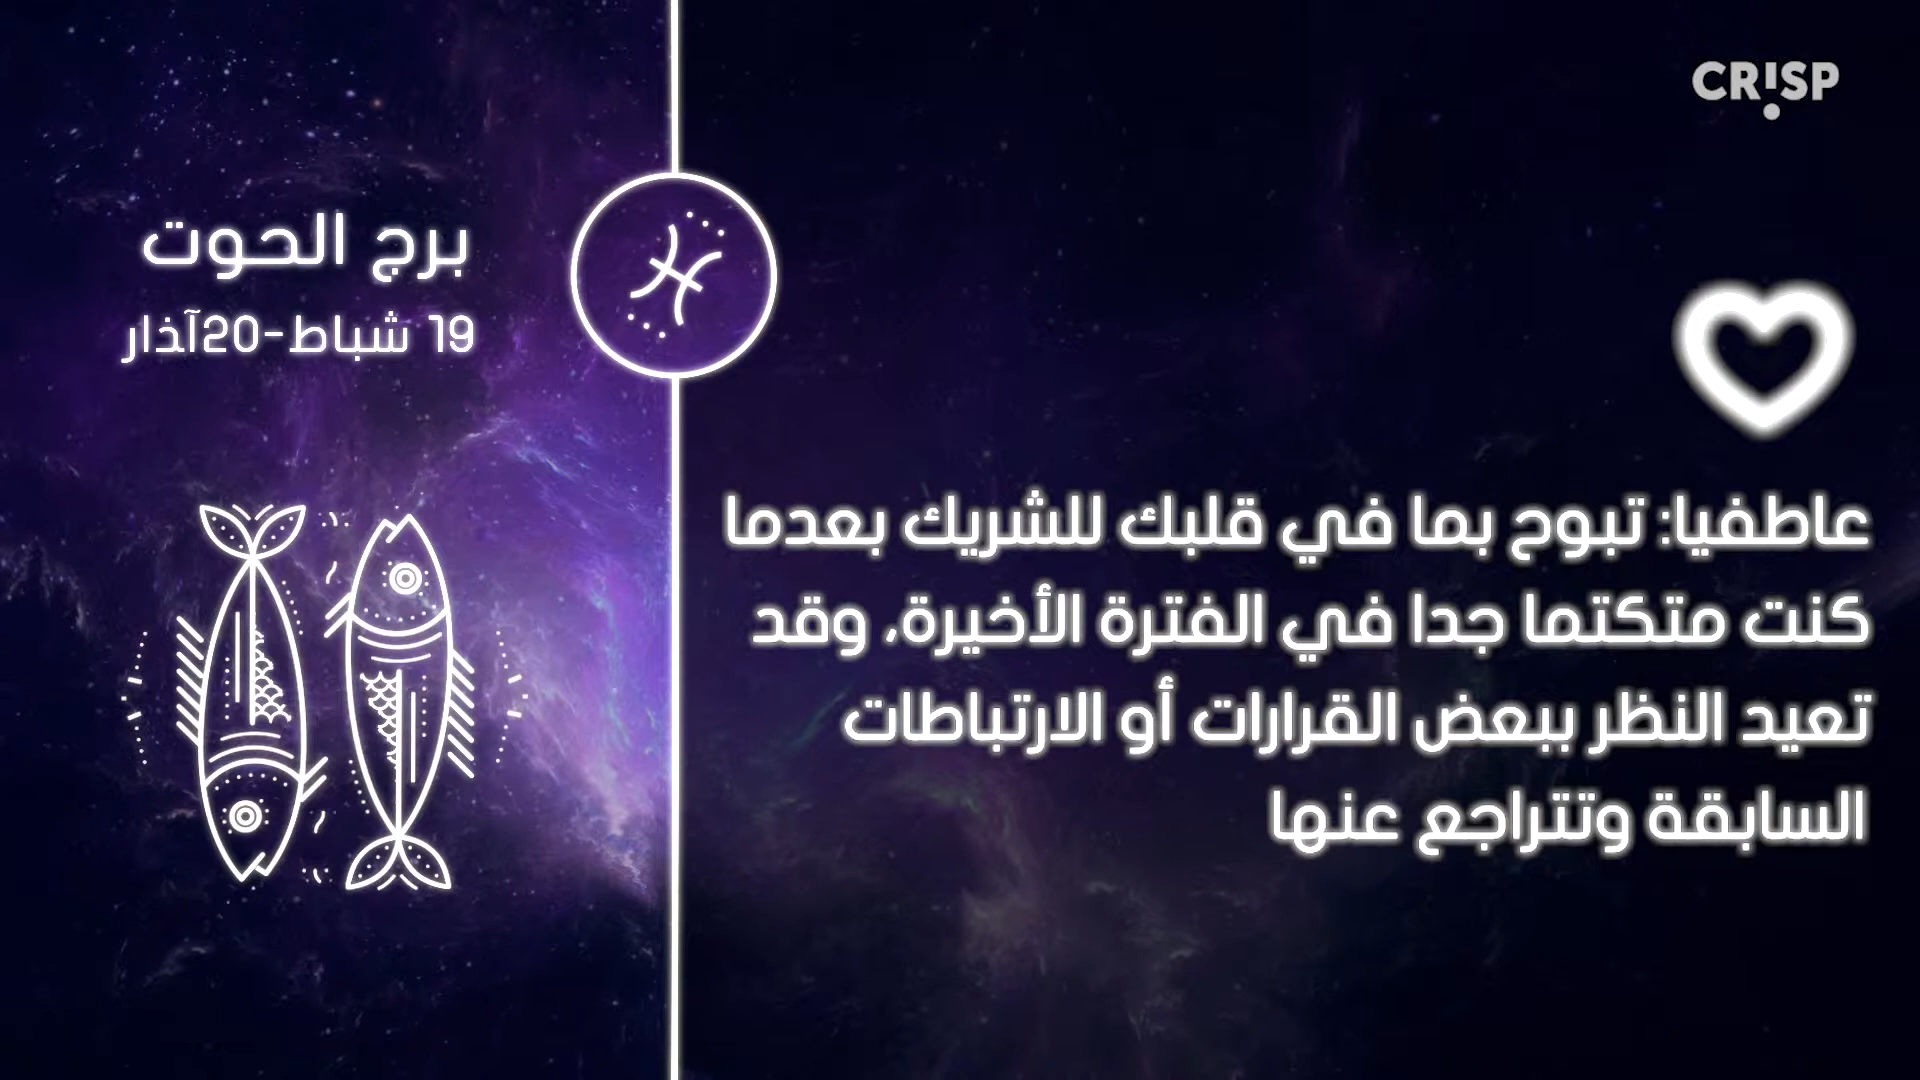 CRISP
برج الحوت
19 شباط-20آذار
عاطفيا: تبوح بما في قلبك للشريك بعدما
كنت متكتما جدا في الفترة الأخيرة، وقد
تعيد النظر ببعض القرارات أو الارتباطات
السابقة وتتراجع عنها